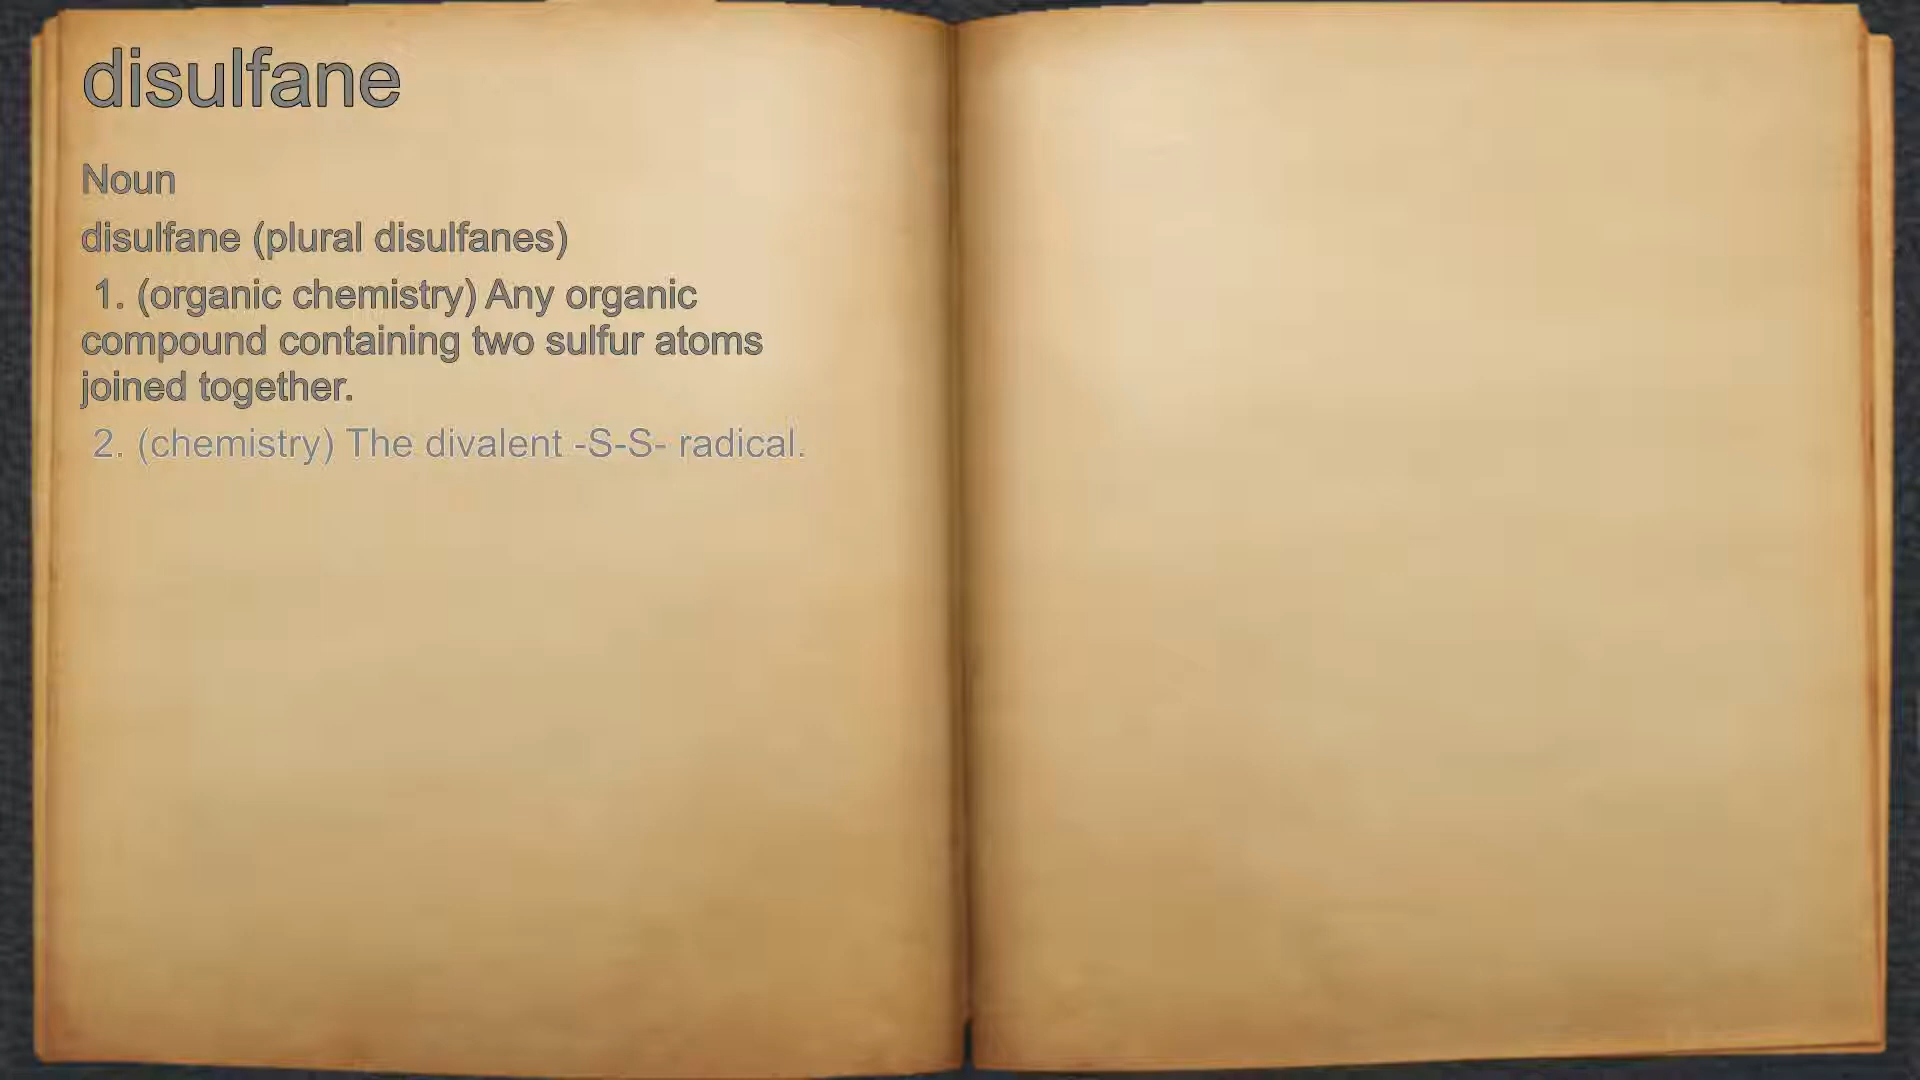 disulfane
Noun
disulfane (plural disulfanes)
1. (organic chemistry) Any organic
compound containing two sulfur atoms
joined together.
2. (chemistry) The divalent -S-S- radical.